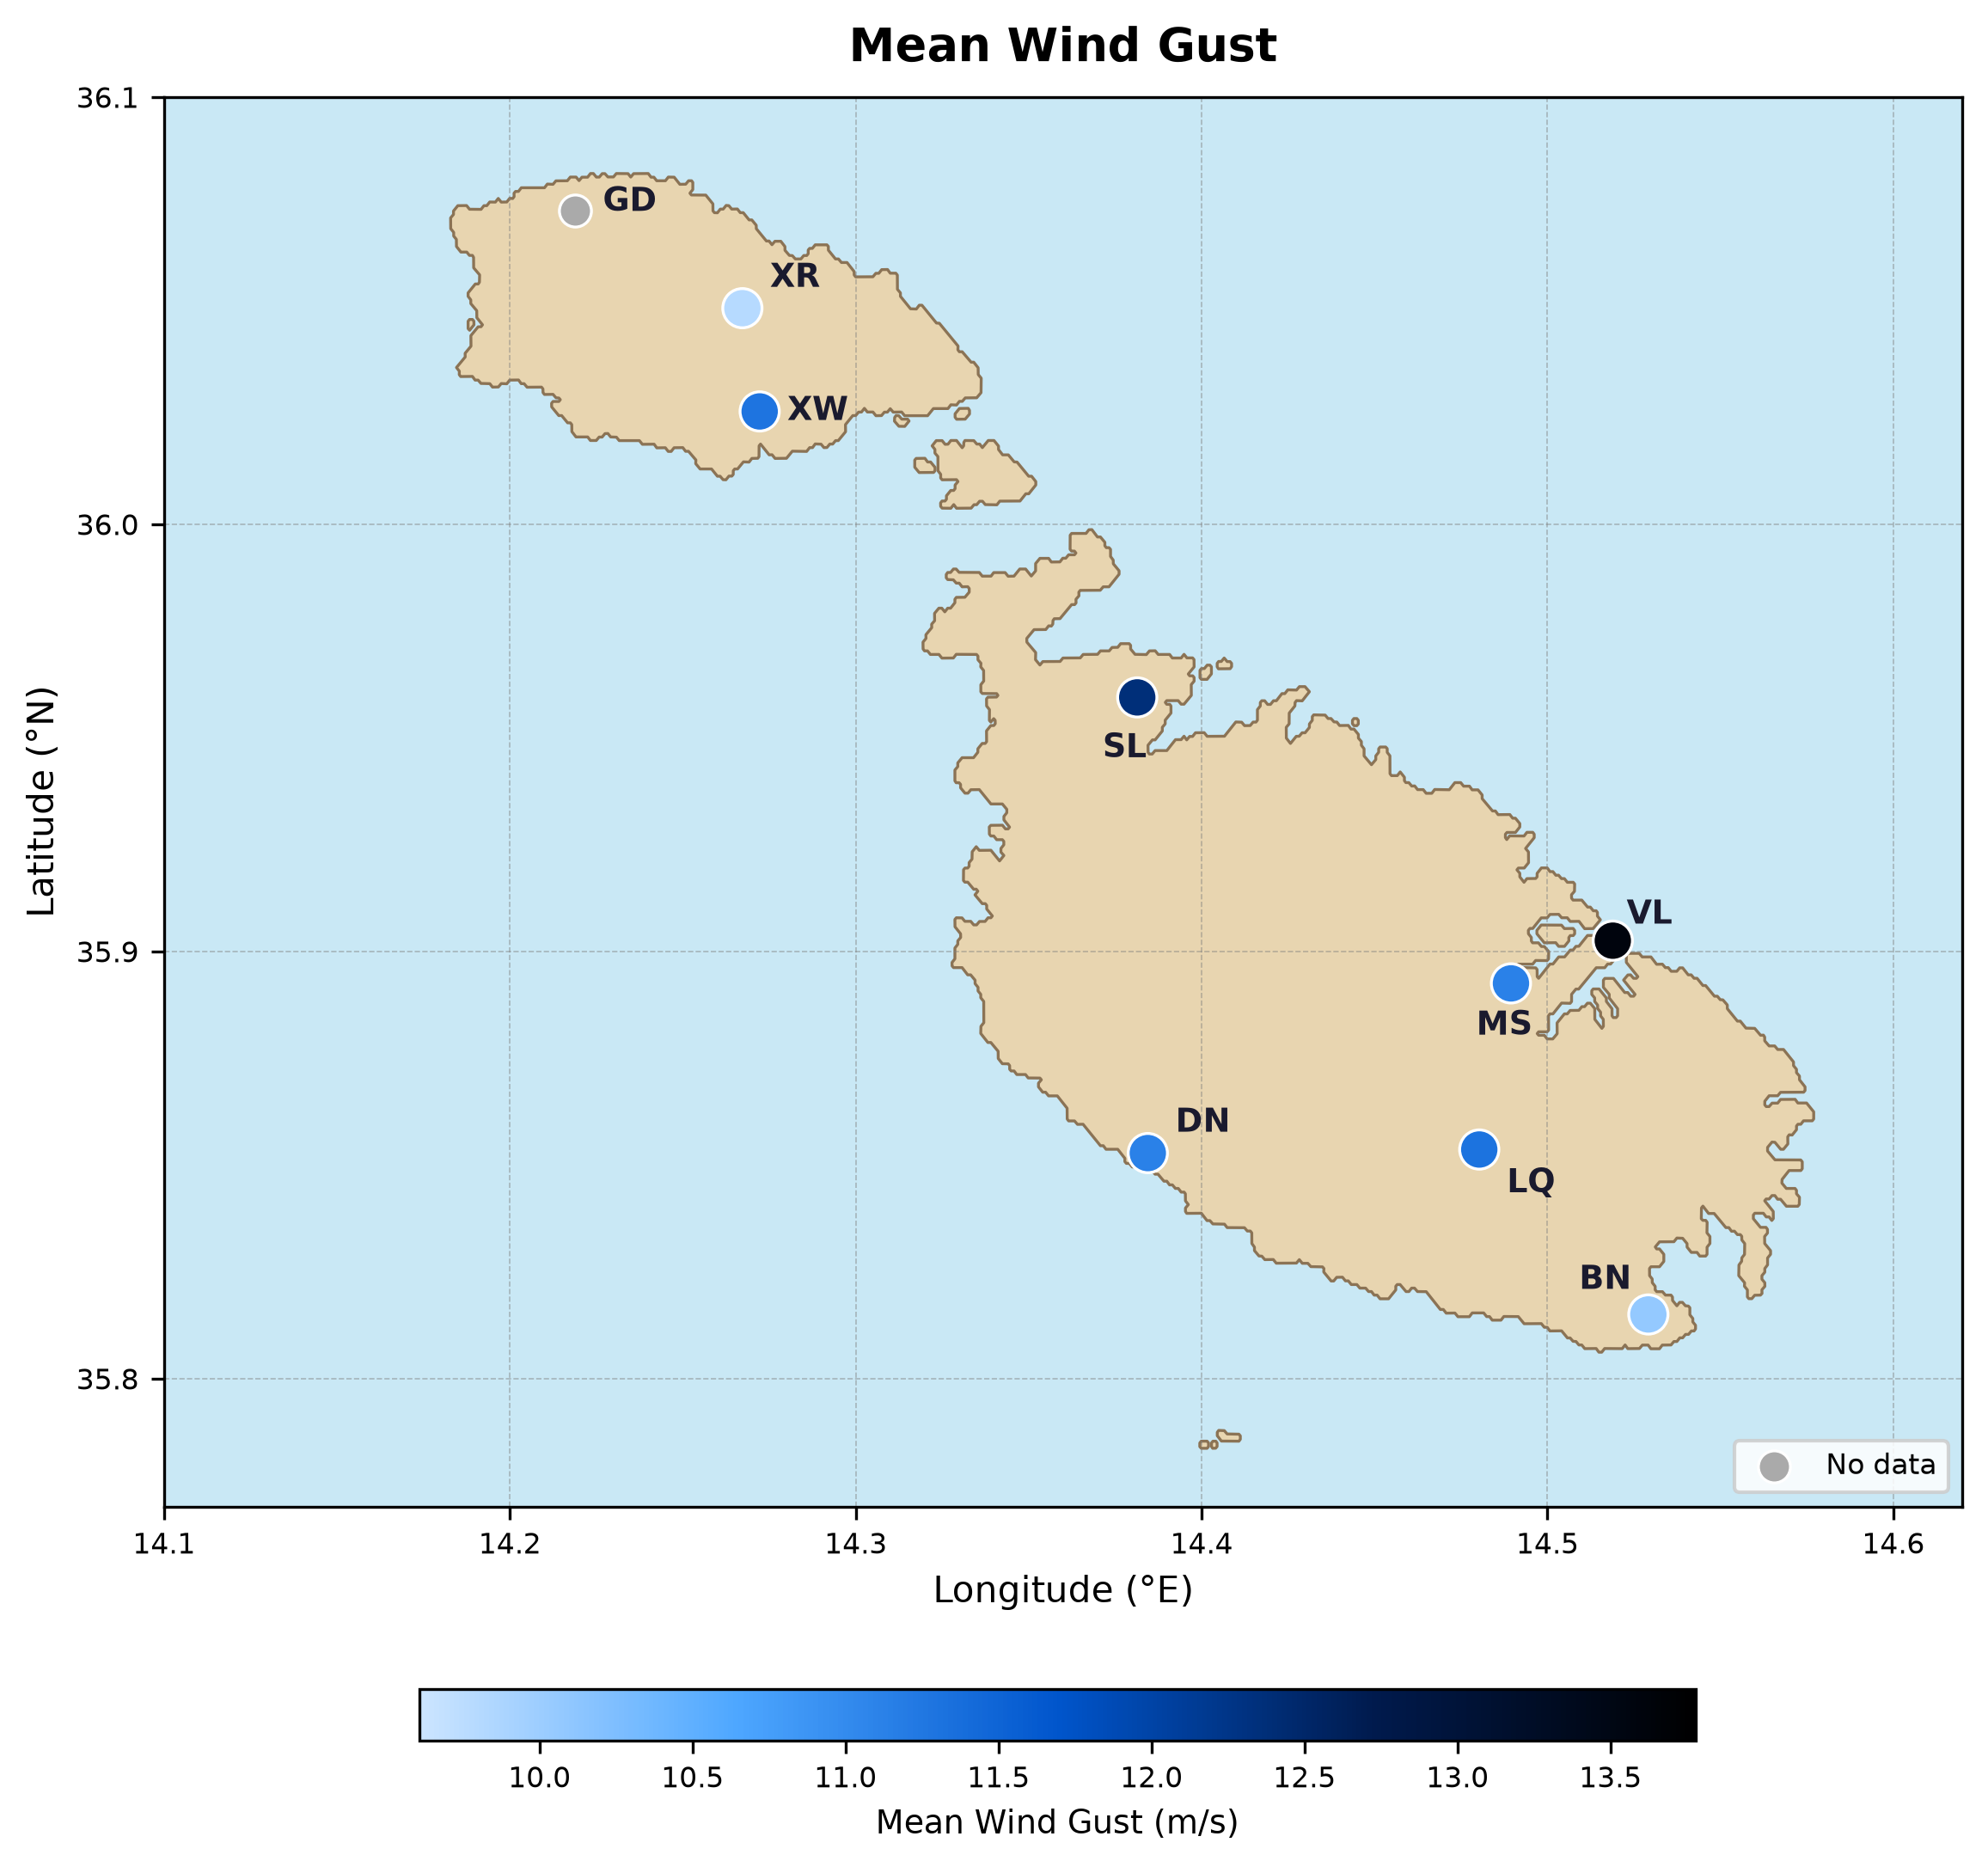 Mean Wind Gust
36.1
GD
XR
XW
36.0
SL
Latitude (°N)
VL
35.9
MS
DN
LQ
BN
35.8
No data
14.1 14.2 14.3 14.4 14.5 14.6
Longitude (°E)
10.0 10.5 11.0 11.5 12.0 12.5 13.0 13.5
Mean Wind Gust (m/s)